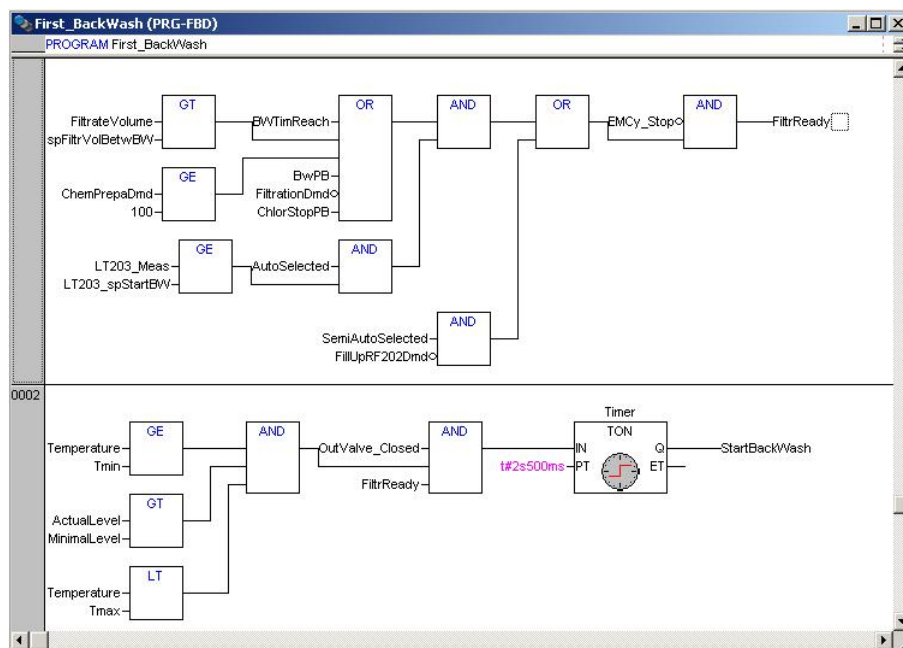 First_BackWash (PRG-FBD)
PROGRAM First_BackWash
GT
OR
AND
OR
AND
FiltrateVolume
BWTimReach
EMCy_Stop
FiltrReady
spFiltrVolBetwBW
GE
BwPB
ChemPrepaDmd
FiltrationDmd
100
ChlorStopPB
GE
AND
LT203_Meas
AutoSelected
LT203_spStartBW
AND
SemiAutoSelected
FillUpRF202Dmd
0002
Timer
GE
AND
AND
TON
Temperature
OutValve_Closed
IN
Q
StartBackWash
Tmin
t#2s500ms
PT
ET
FiltrReady
GT
ActualLevel
MinimalLevel
LT
Temperature
Tmax